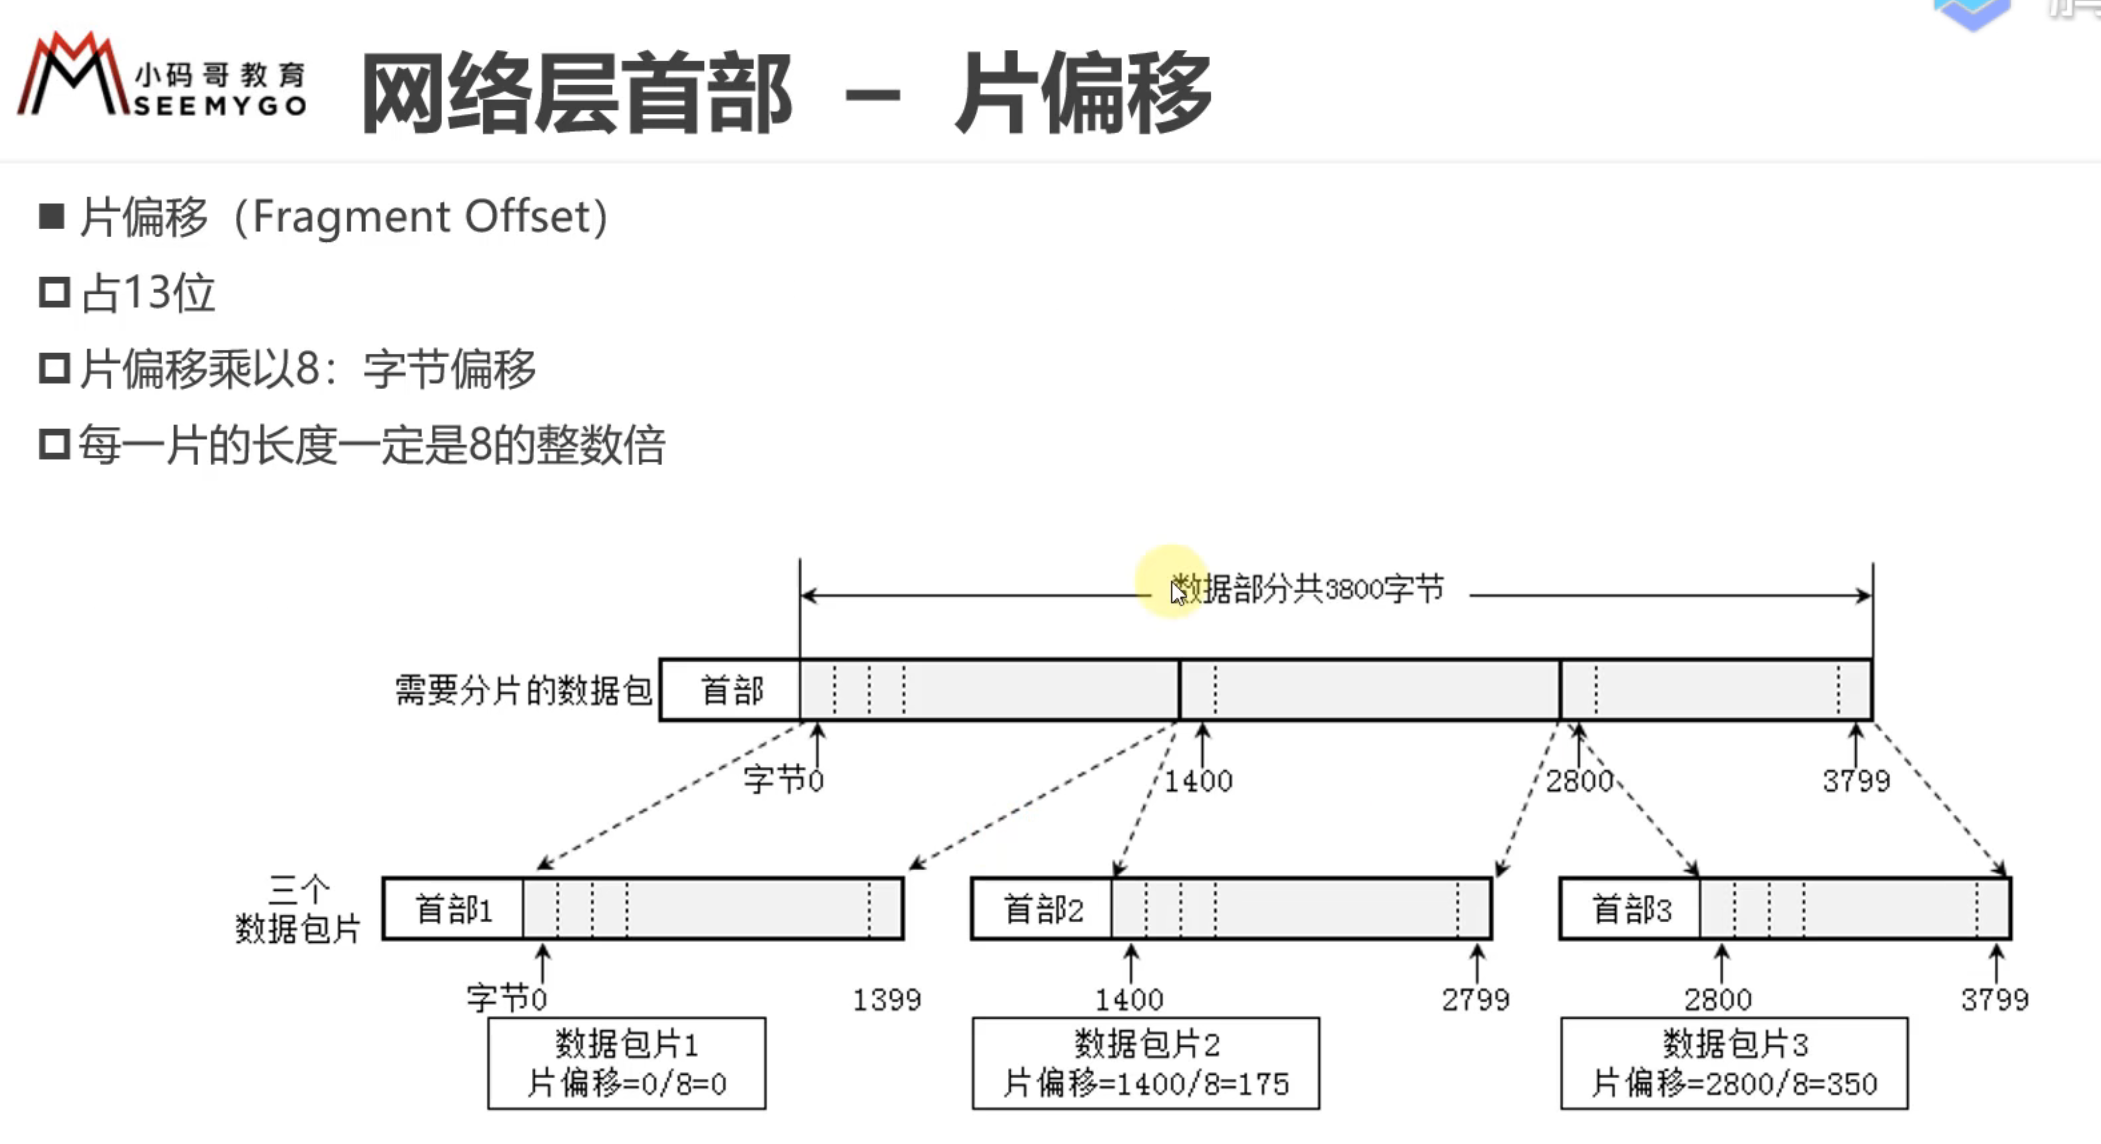 小码哥教育
SEEMYGO
网络层首部 – 片偏移
片偏移（Fragment Offset）
占13位
片偏移乘以8：字节偏移
每一片的长度一定是8的整数倍
数据部分共3800字节
需要分片的数据包
首部
字节0
1400
2800
3799
三个
数据包片
首部1
首部2
首部3
字节0
1399
1400
2799
2800
3799
数据包片1
片偏移=0/8=0
数据包片2
片偏移=1400/8=175
数据包片3
片偏移=2800/8=350